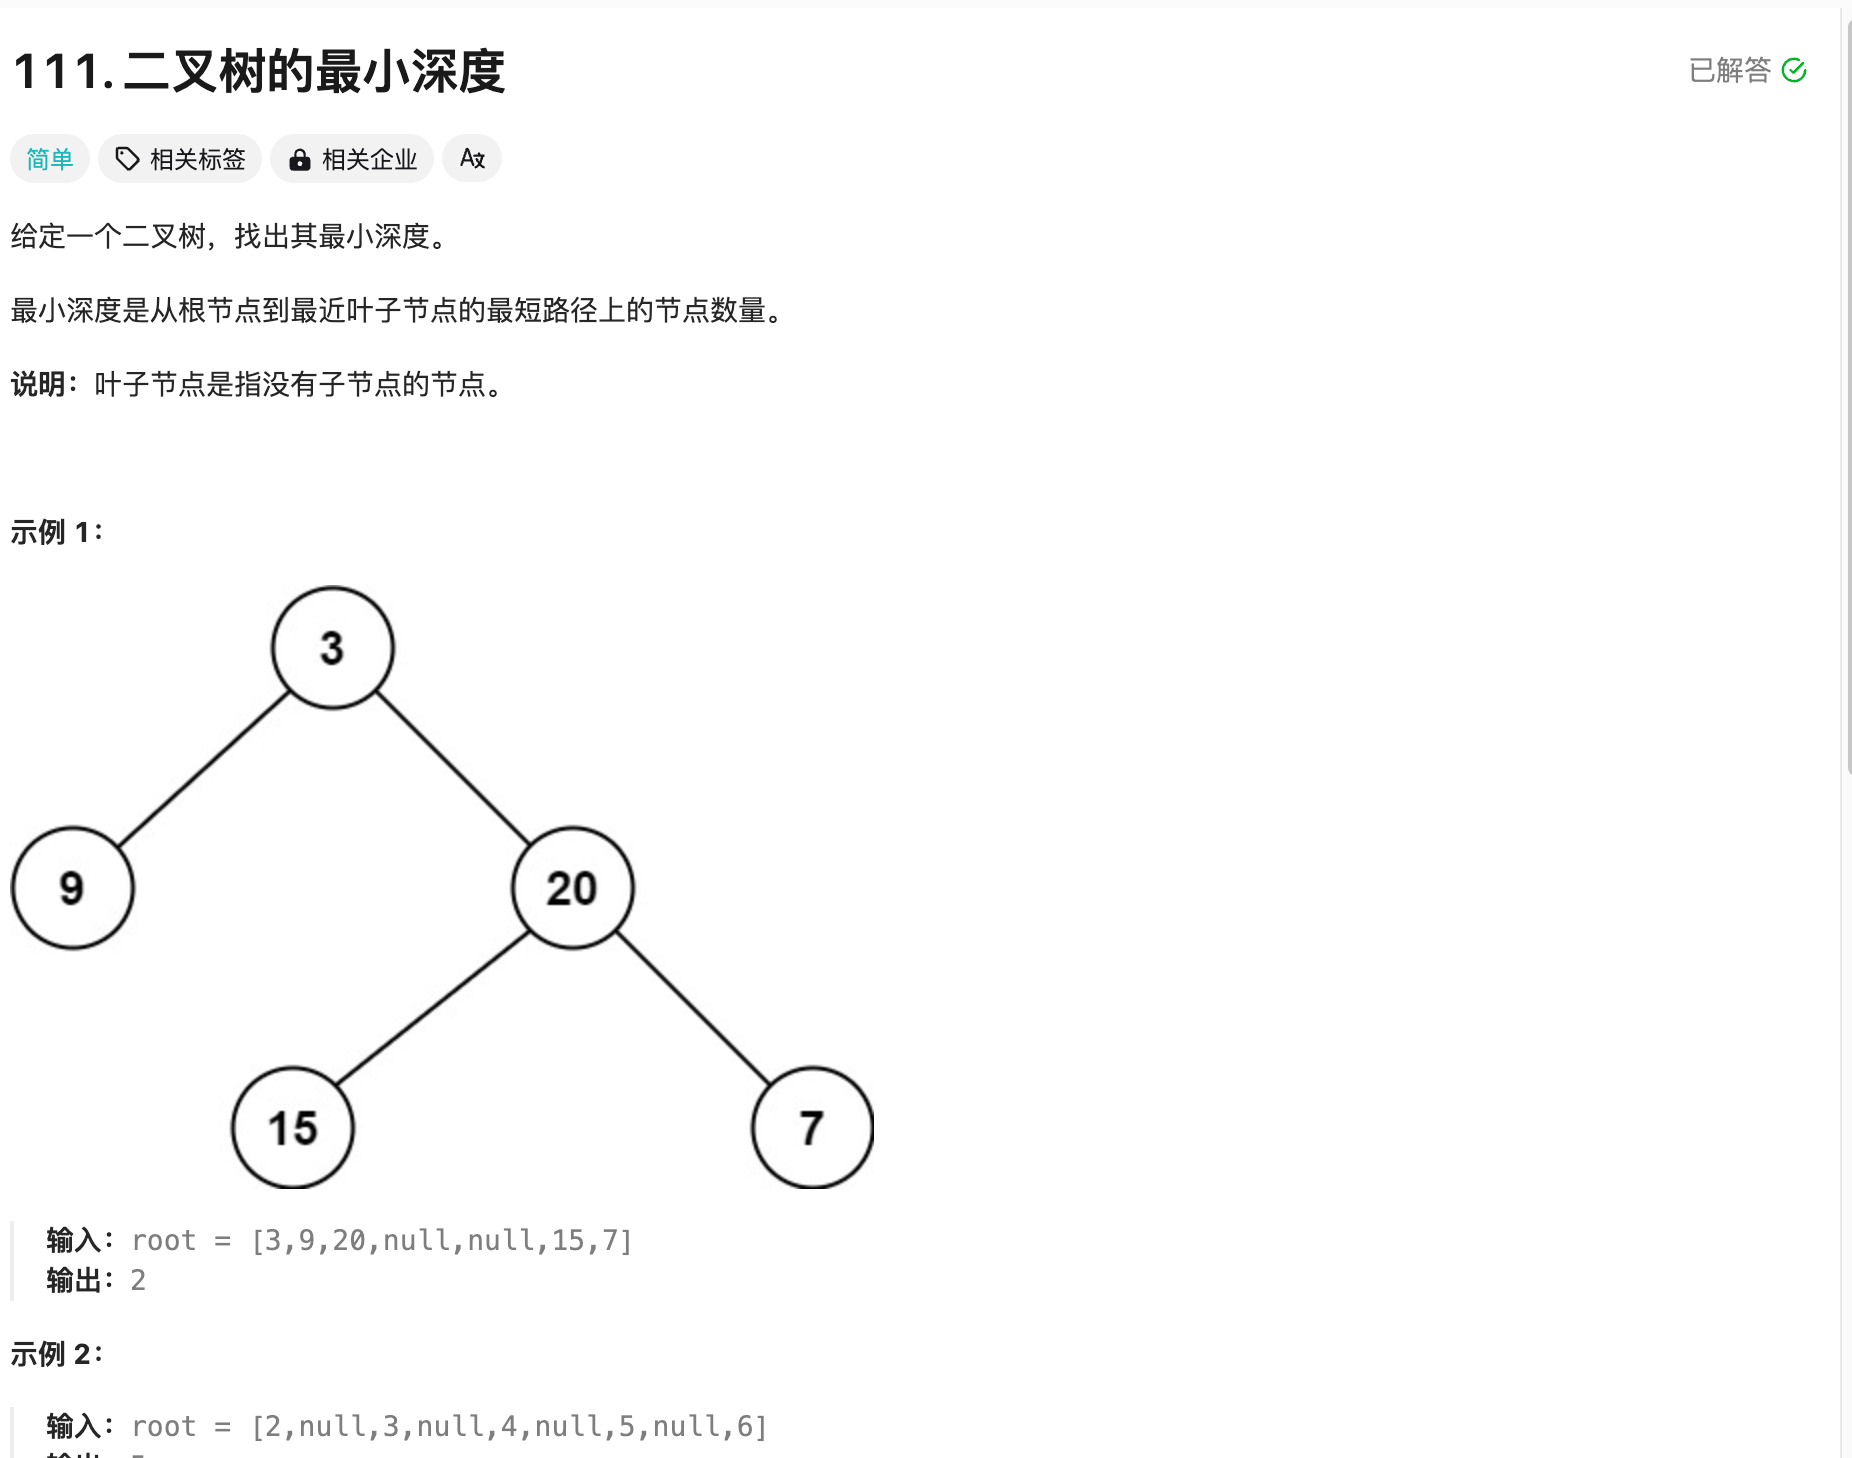 111. 二叉树的最小深度
已解答
简单
相关标签
相关企业
给定一个二叉树，找出其最小深度。
最小深度是从根节点到最近叶子节点的最短路径上的节点数量。
说明：叶子节点是指没有子节点的节点。
示例 1：
3
9
20
15
7
输入：root = [3,9,20,null,null,15,7]
输出：2
示例 2：
输入：root = [2,null,3,null,4,null,5,null,6]